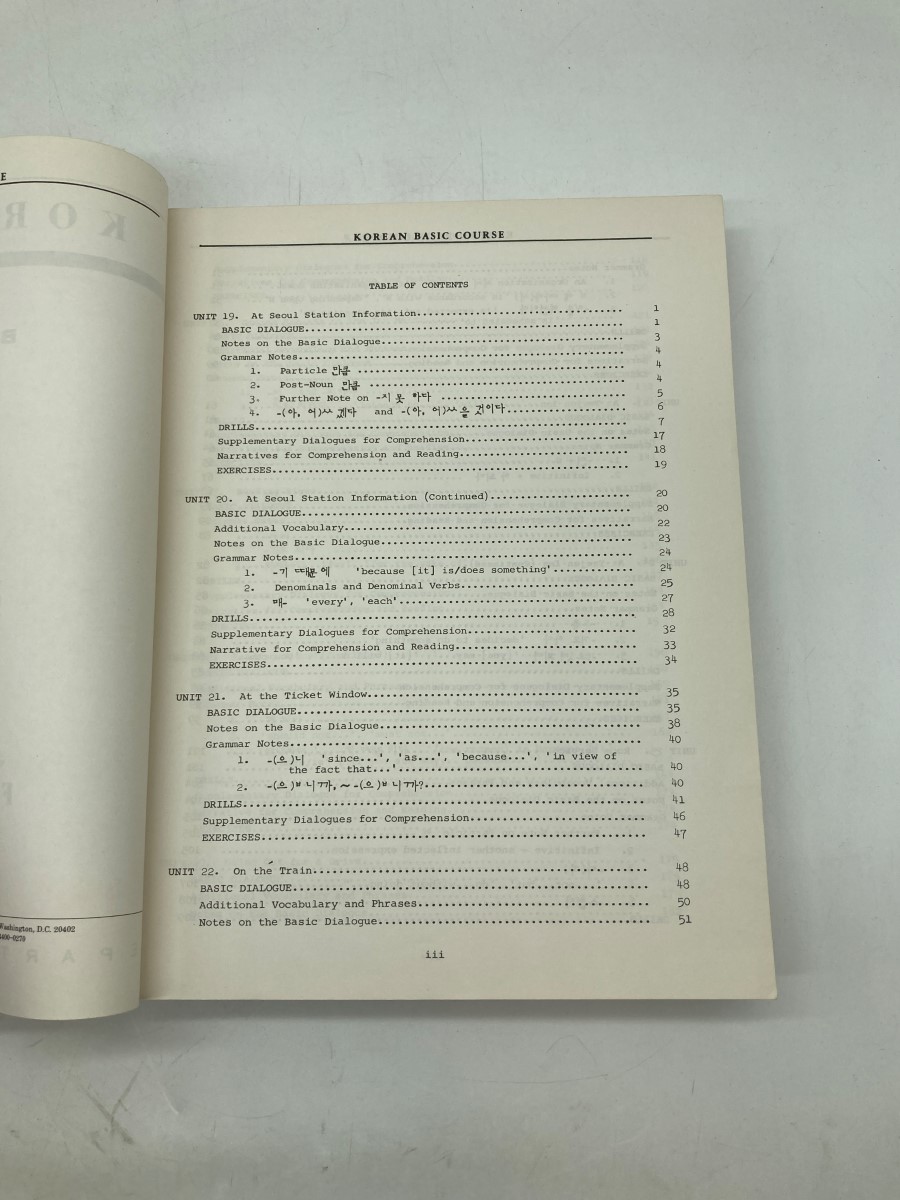 E
KOR
Washington, D.C. 20402
KOREAN BASIC COURSE
TABLE OF CONTENTS
UNIT 19. At Seoul Station Information 1
BASIC DIALOGUE 1
Notes on the Basic Dialogue 3
Grammar Notes 4
1. Particle 만큼 4
2. Post-Noun 만큼 4
3. Further Note on -지 못 하다 5
4. -(아, 어)ㅆ 겠다 and -(아, 어)ㅆ을 것이다 6
DRILLS 7
Supplementary Dialogues for Comprehension 17
Narratives for Comprehension and Reading 18
EXERCISES 19
UNIT 20. At Seoul Station Information (Continued) 20
BASIC DIALOGUE 20
Additional Vocabulary 22
Notes on the Basic Dialogue 23
Grammar Notes 24
1. -기 때문에 'because [it] is/does something' 24
2. Denominals and Denominal Verbs 25
3. 매- 'every', 'each' 27
DRILLS 28
Supplementary Dialogues for Comprehension 32
Narrative for Comprehension and Reading 33
EXERCISES 34
UNIT 21. At the Ticket Window 35
BASIC DIALOGUE 35
Notes on the Basic Dialogue 38
Grammar Notes 40
1. -(으)니 'since...', 'as...', 'because...', 'in view of
the fact that...' 40
2. -(으)ㅂ니까, ~ -(으)ㅂ니까? 40
DRILLS 41
Supplementary Dialogues for Comprehension 46
EXERCISES 47
UNIT 22. On the Train 48
BASIC DIALOGUE 48
Additional Vocabulary and Phrases 50
Notes on the Basic Dialogue 51
iii